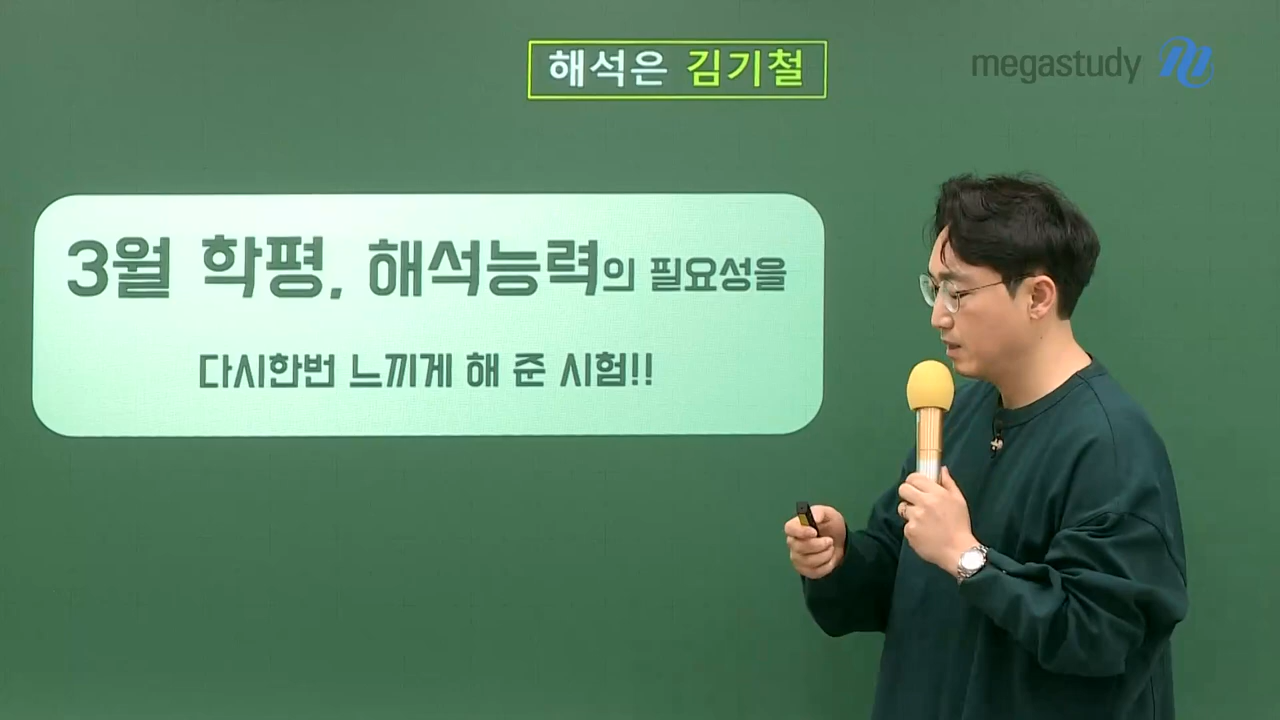 해석은 김기철
megastudy
3월 학평, 해석능력의 필요성을
다시한번 느끼게 해 준 시험!!